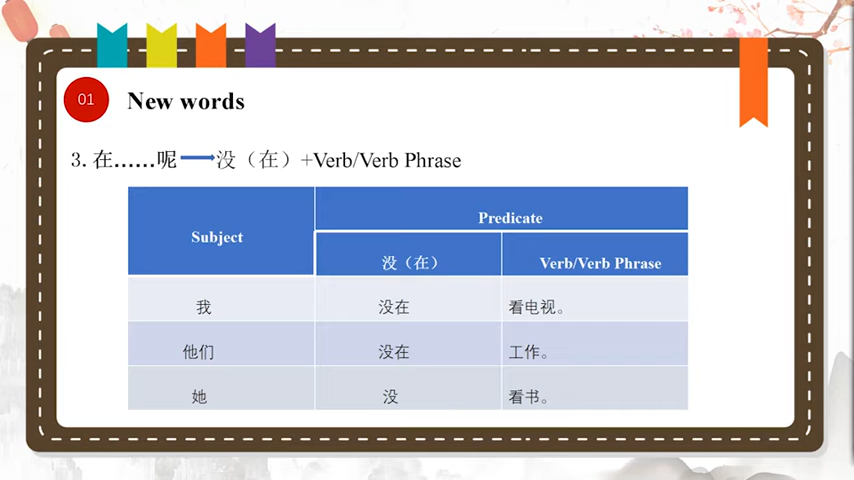 01
New words
3. 在……呢 没（在）+Verb/Verb Phrase
Subject
Predicate
没（在）
Verb/Verb Phrase
我 没在 看电视。
他们 没在 工作。
她 没 看书。